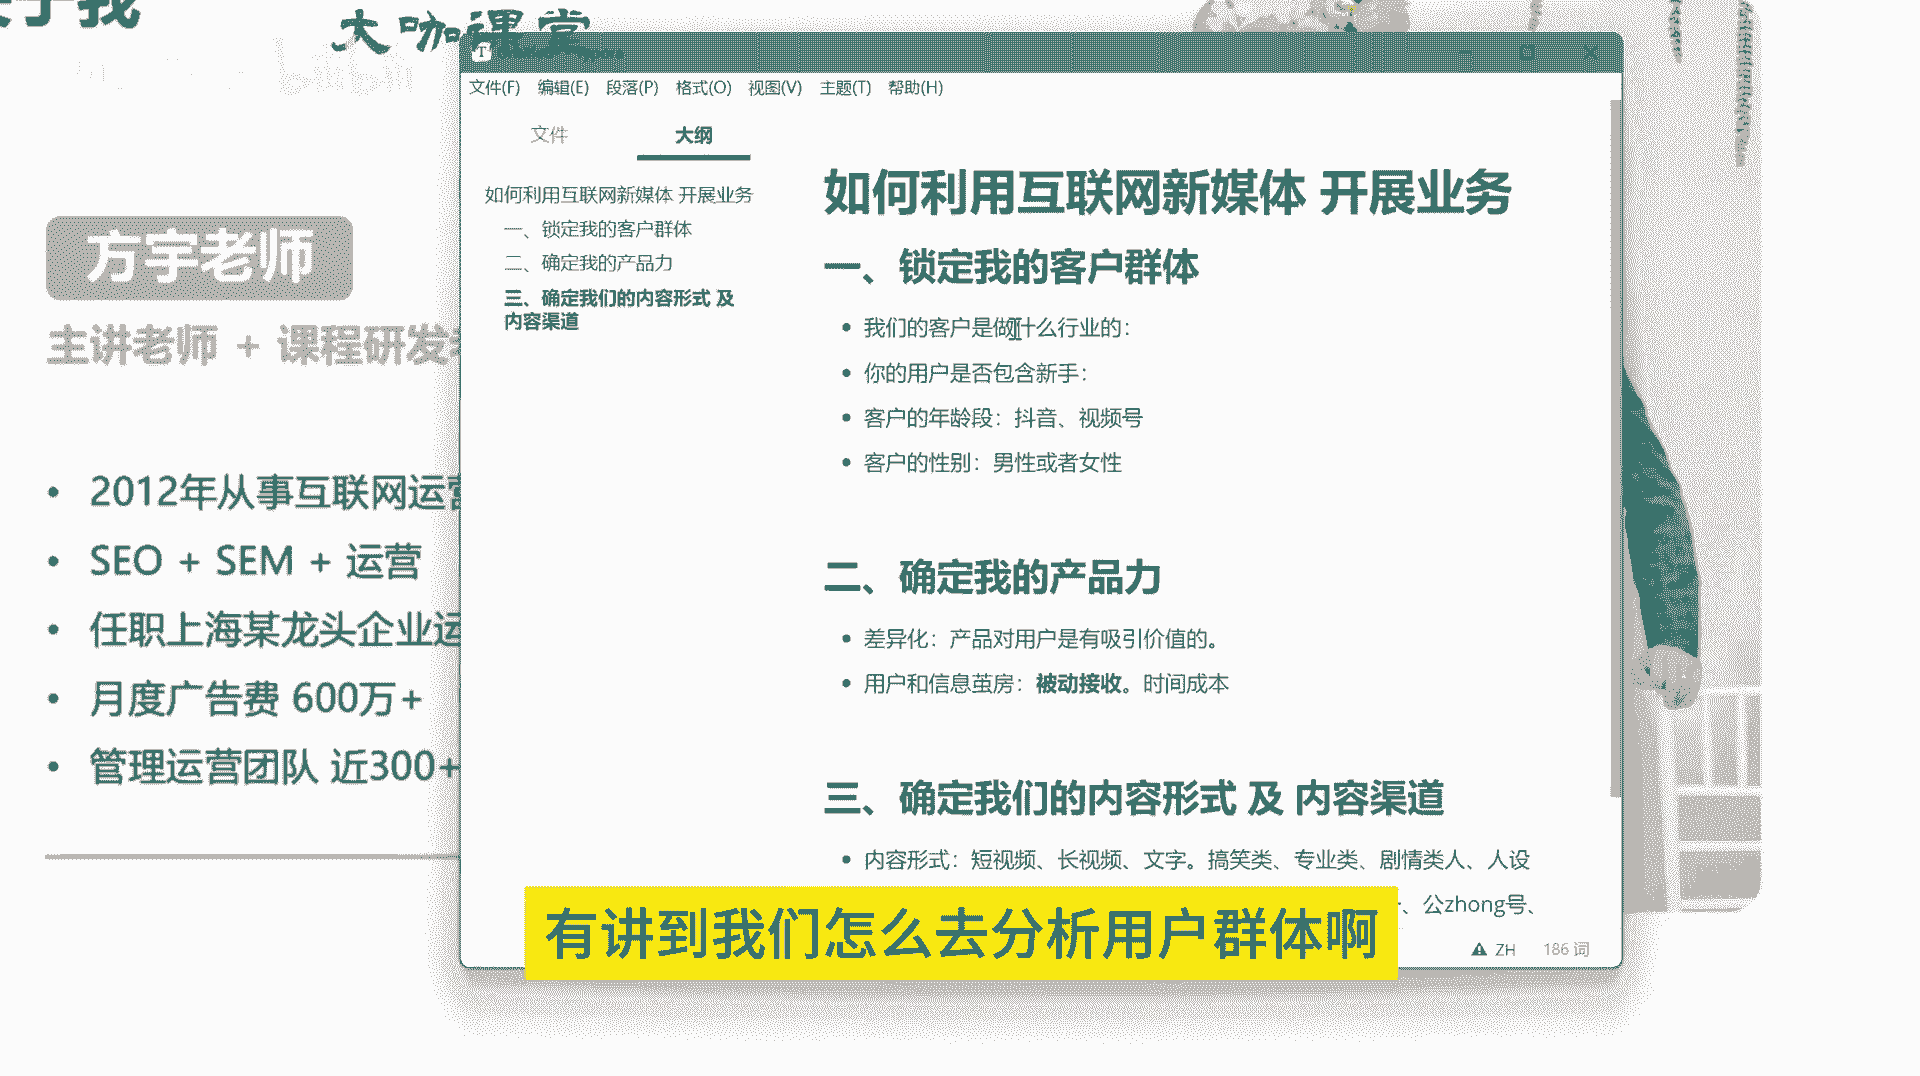 大咖课堂
bilibili
文件(F) 编辑(E) 段落(P) 格式(O) 视图(V) 主题(T) 帮助(H)
文件 大纲
如何利用互联网新媒体 开展业务
一、锁定我的客户群体
二、确定我的产品力
三、确定我们的内容形式 及
内容渠道
如何利用互联网新媒体 开展业务
一、锁定我的客户群体
• 我们的客户是做什么行业的：
• 你的用户是否包含新手：
• 客户的年龄段：抖音、视频号
• 客户的性别：男性或者女性
二、确定我的产品力
• 差异化：产品对用户是有吸引价值的。
• 用户和信息茧房：被动接收。时间成本
三、确定我们的内容形式 及 内容渠道
• 内容形式：短视频、长视频、文字。搞笑类、专业类、剧情类人、人设
、公zhong号、
ZH 186 词
方宇老师
主讲老师 + 课程研发
• 2012年从事互联网运营
• SEO + SEM + 运营
• 任职上海某龙头企业运
• 月度广告费 600万+
• 管理运营团队 近300+
有讲到我们怎么去分析用户群体啊